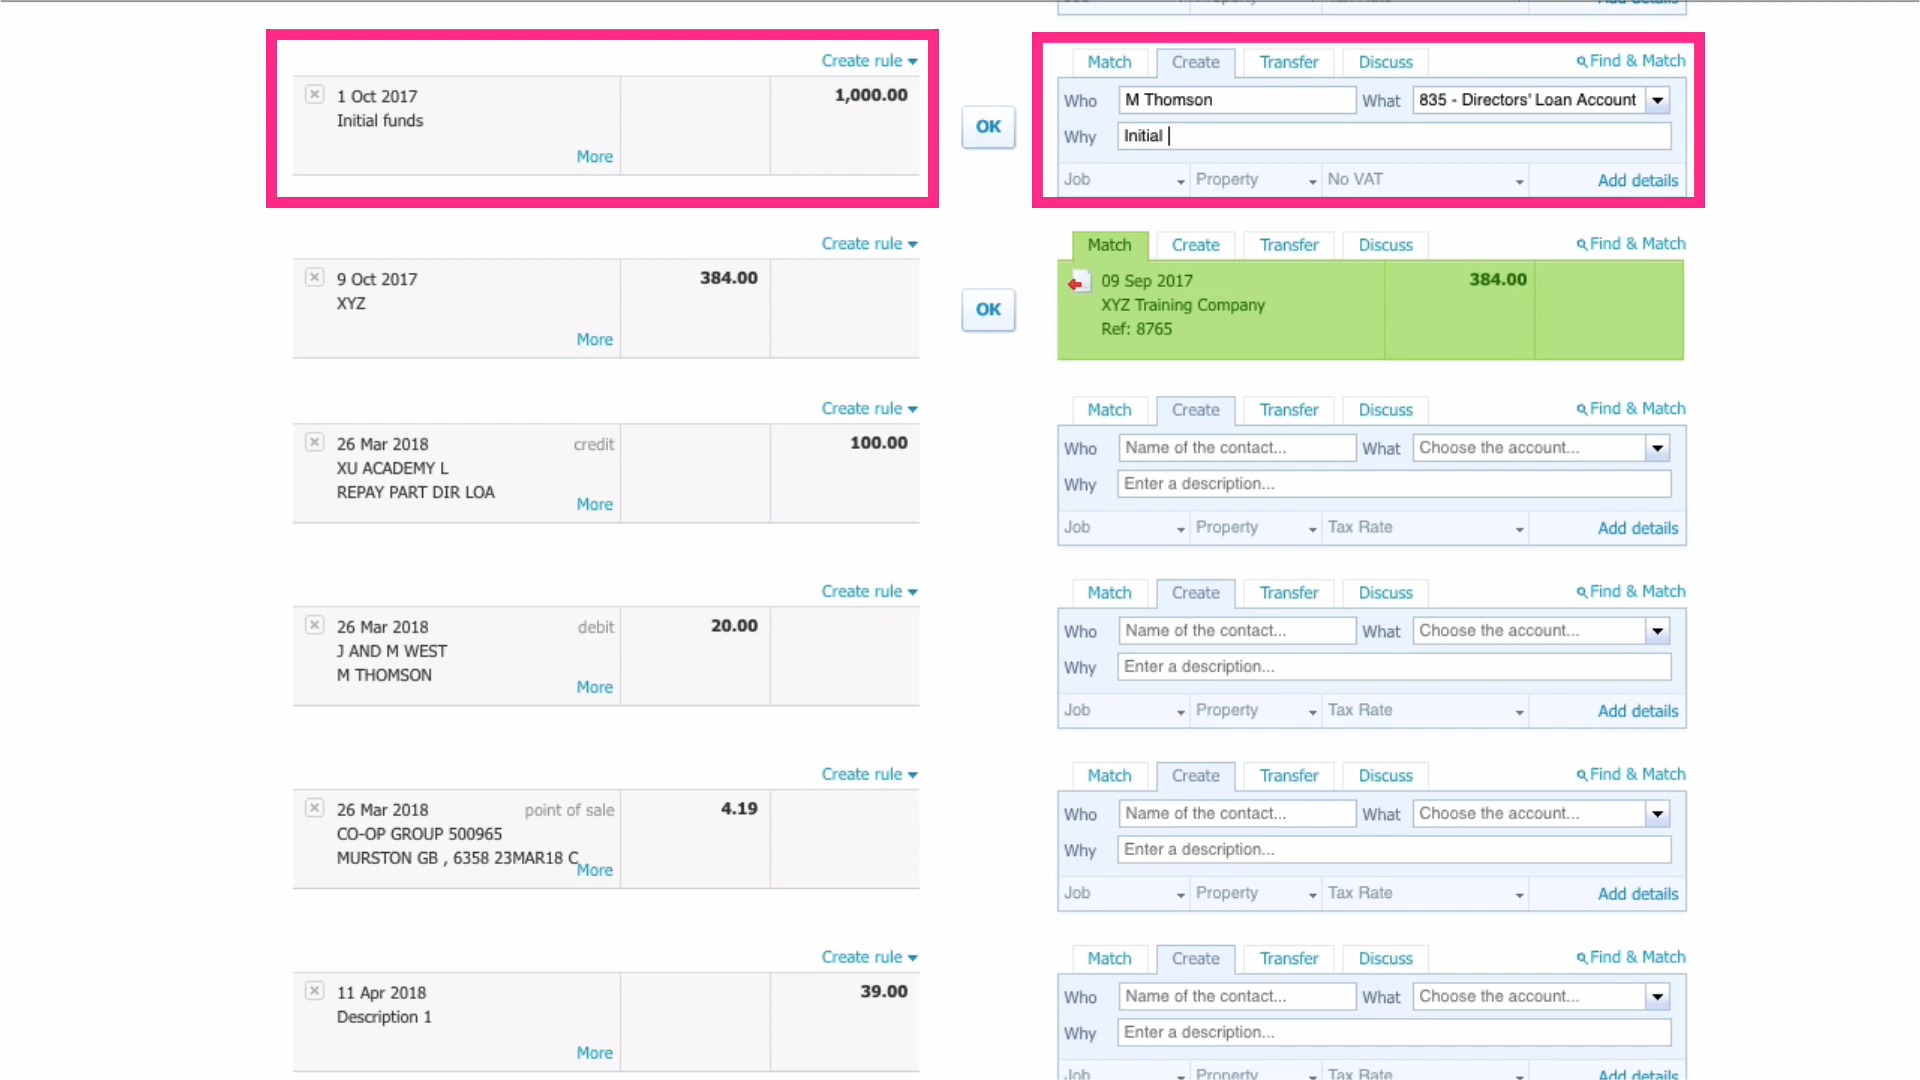 Add details
Create rule
1 Oct 2017
Initial funds
More
1,000.00
OK
Match Create Transfer Discuss Find & Match
Who M Thomson What 835 - Directors' Loan Account
Why Initial
Job Property No VAT Add details
Create rule
9 Oct 2017
XYZ
More
384.00
OK
Match Create Transfer Discuss Find & Match
09 Sep 2017
XYZ Training Company
Ref: 8765
384.00
Create rule
26 Mar 2018 credit
XU ACADEMY L
REPAY PART DIR LOA
More
100.00
Match Create Transfer Discuss Find & Match
Who Name of the contact... What Choose the account...
Why Enter a description...
Job Property Tax Rate Add details
Create rule
26 Mar 2018 debit
J AND M WEST
M THOMSON
More
20.00
Match Create Transfer Discuss Find & Match
Who Name of the contact... What Choose the account...
Why Enter a description...
Job Property Tax Rate Add details
Create rule
26 Mar 2018 point of sale
CO-OP GROUP 500965
MURSTON GB , 6358 23MAR18 C
More
4.19
Match Create Transfer Discuss Find & Match
Who Name of the contact... What Choose the account...
Why Enter a description...
Job Property Tax Rate Add details
Create rule
11 Apr 2018
Description 1
More
39.00
Match Create Transfer Discuss Find & Match
Who Name of the contact... What Choose the account...
Why Enter a description...
Job Property Tax Rate Add details